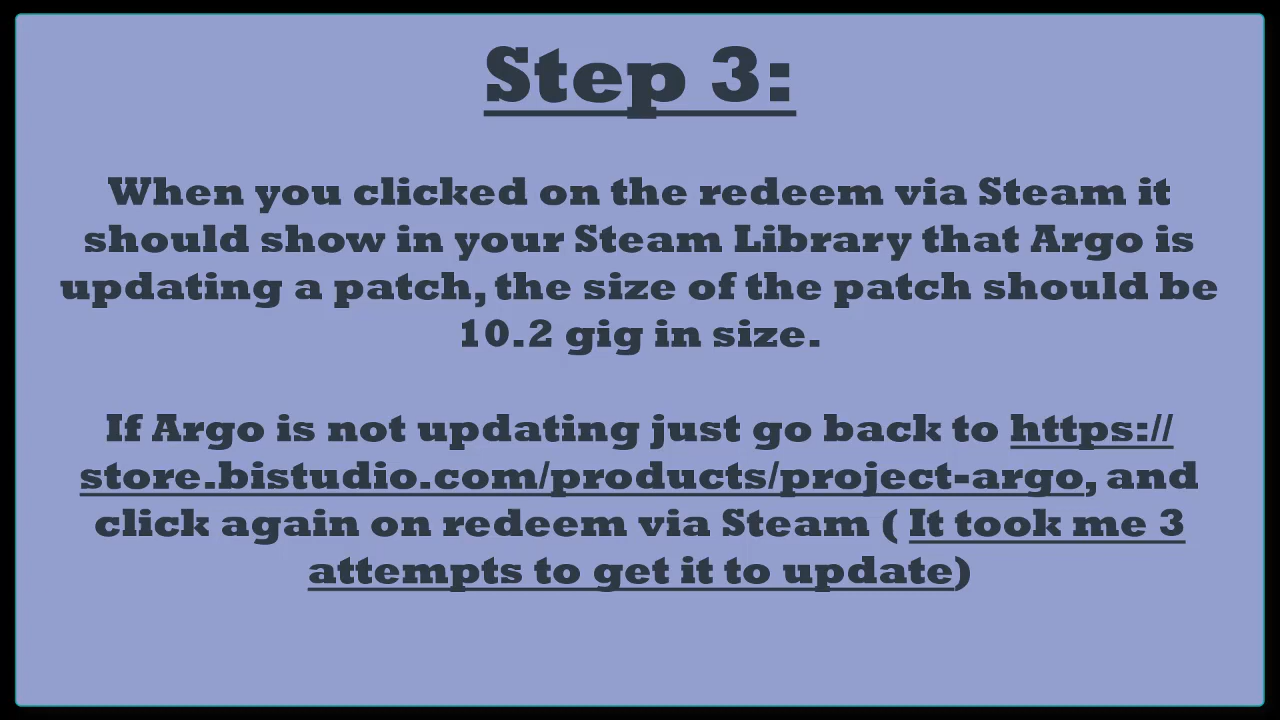 Step 3:
When you clicked on the redeem via Steam it
should show in your Steam Library that Argo is
updating a patch, the size of the patch should be
10.2 gig in size.
If Argo is not updating just go back to https://
store.bistudio.com/products/project-argo, and
click again on redeem via Steam ( It took me 3
attempts to get it to update)